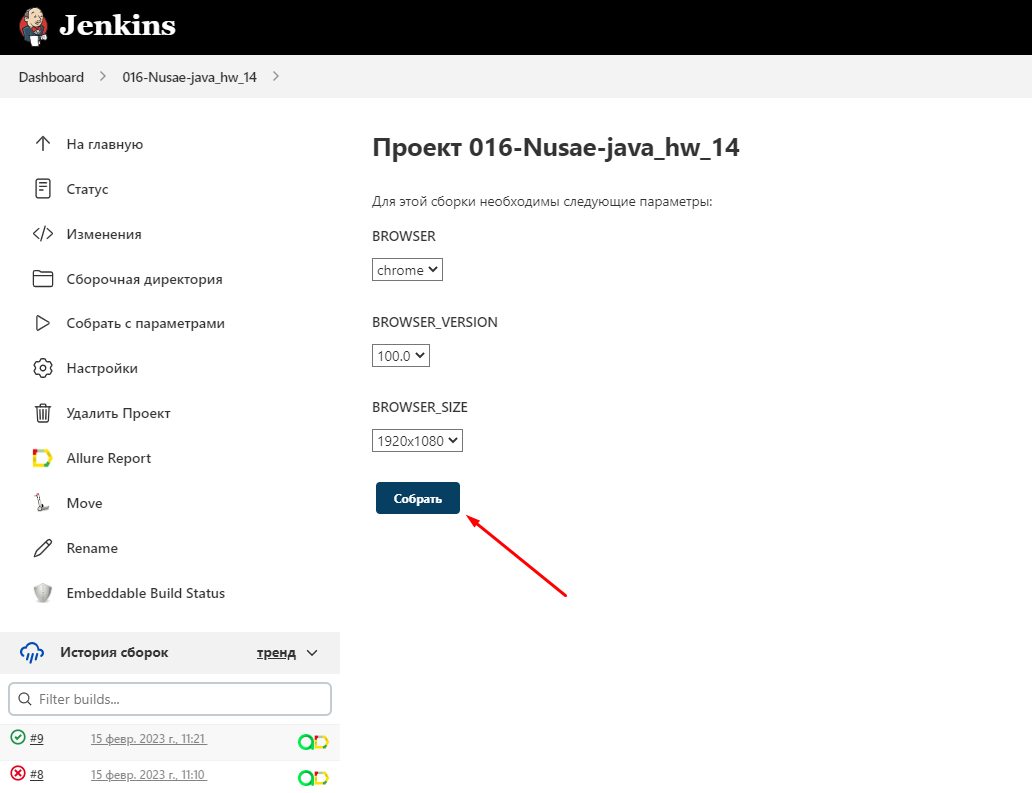 Jenkins
Dashboard
016-Nusae-java_hw_14
На главную
Статус
Изменения
Сборочная директория
Собрать с параметрами
Настройки
Удалить Проект
Allure Report
Move
Rename
Embeddable Build Status
История сборок
тренд
Filter builds...
#9
15 февр. 2023 г., 11:21
#8
15 февр. 2023 г., 11:10
Проект 016-Nusae-java_hw_14
Для этой сборки необходимы следующие параметры:
BROWSER
chrome
BROWSER_VERSION
100.0
BROWSER_SIZE
1920x1080
Собрать